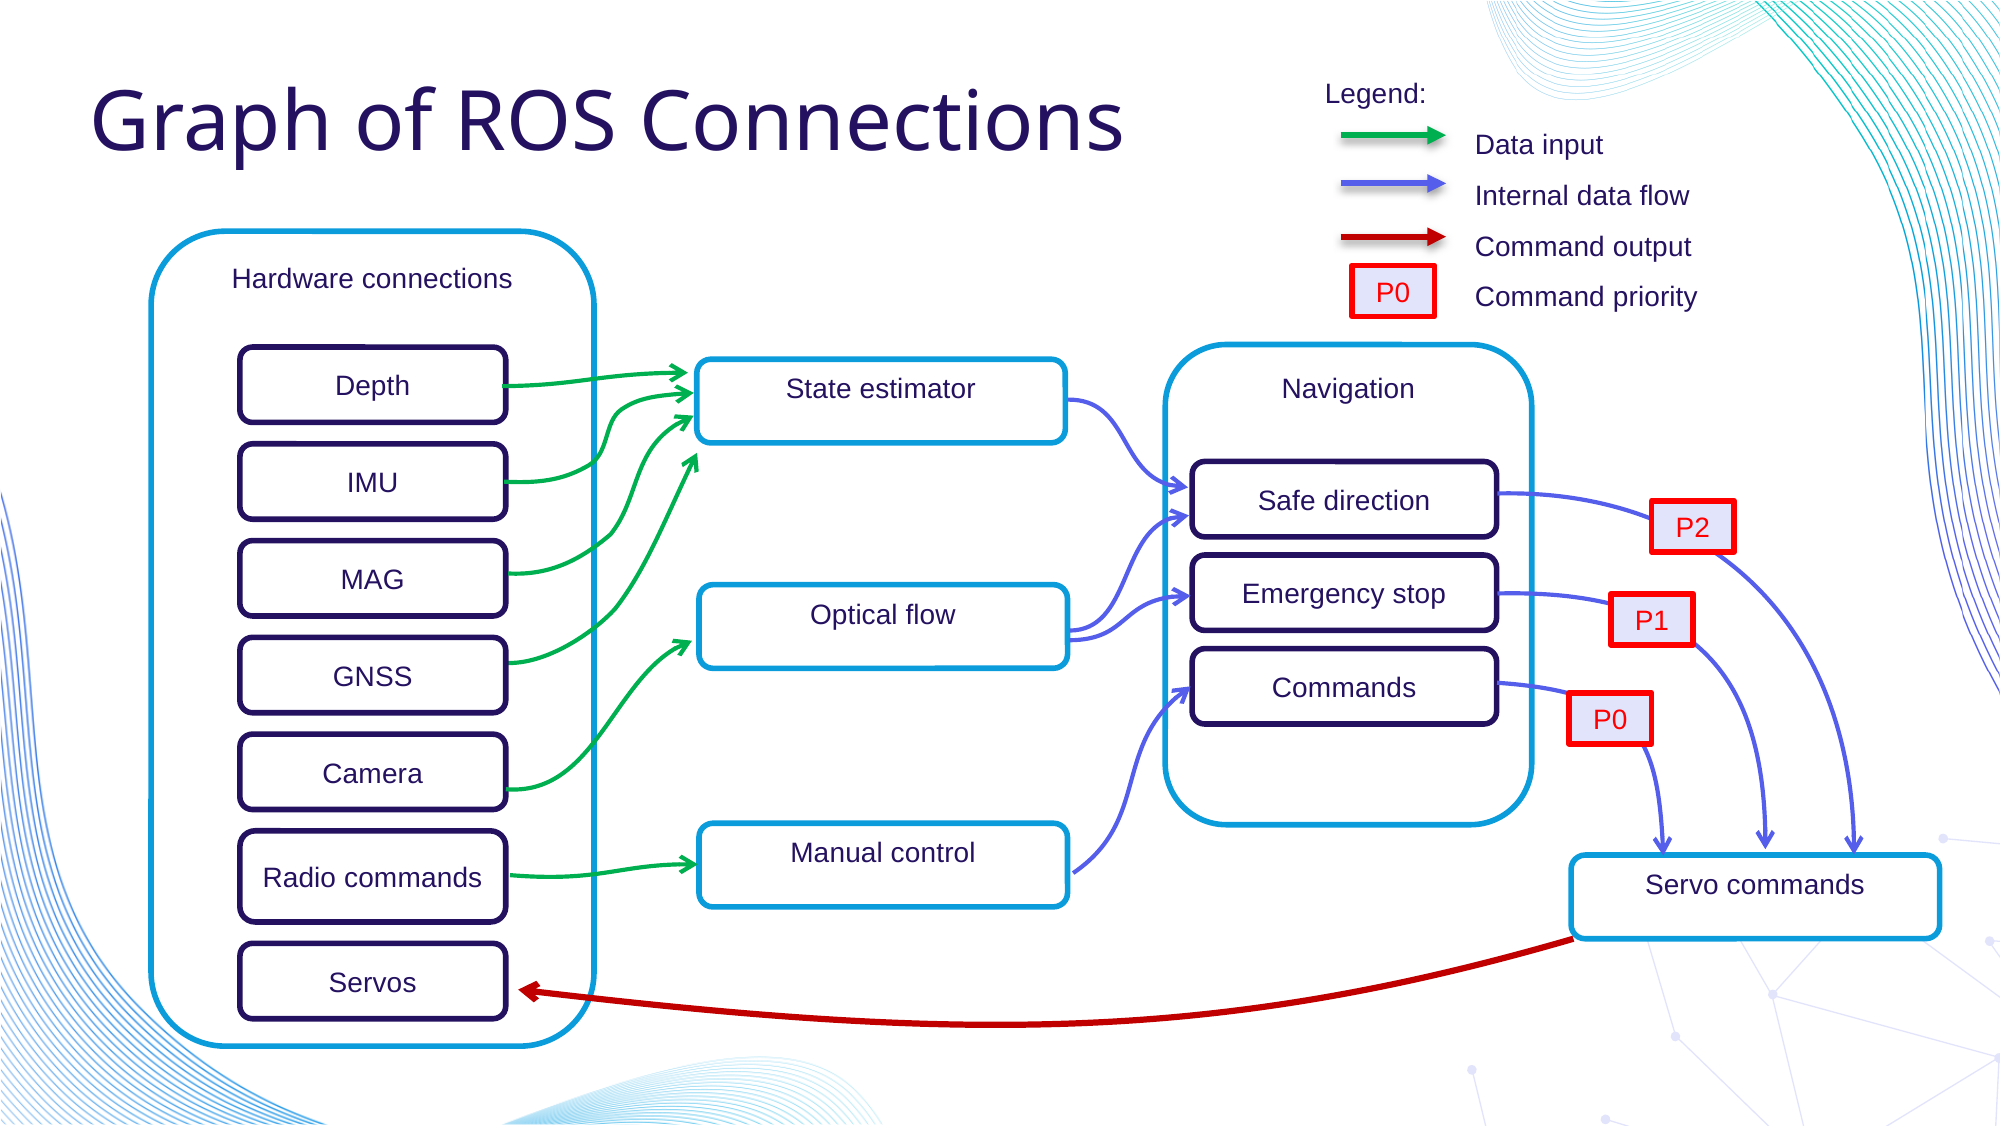 Graph of ROS Connections
Legend:
Data input
Internal data flow
Command output
P0
Command priority
Hardware connections
Depth
IMU
MAG
GNSS
Camera
Radio commands
Servos
State estimator
Optical flow
Manual control
Navigation
Safe direction
Emergency stop
Commands
P2
P1
P0
Servo commands